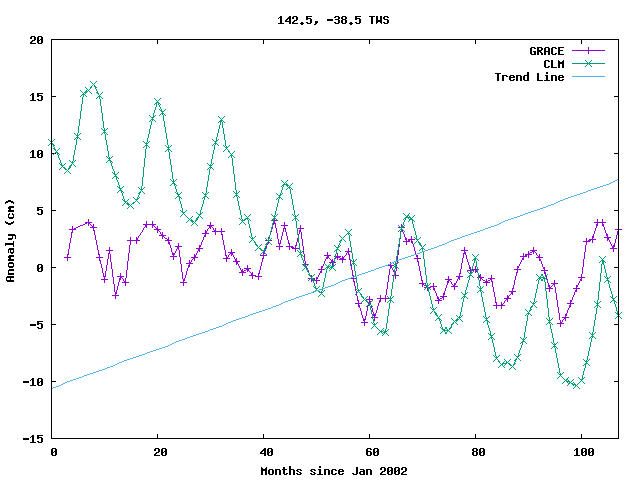 142.5, -38.5 TWS
GRACE
CLM
Trend Line
20
15
10
5
0
-5
-10
-15
Anomaly (cm)
0 20 40 60 80 100
Months since Jan 2002